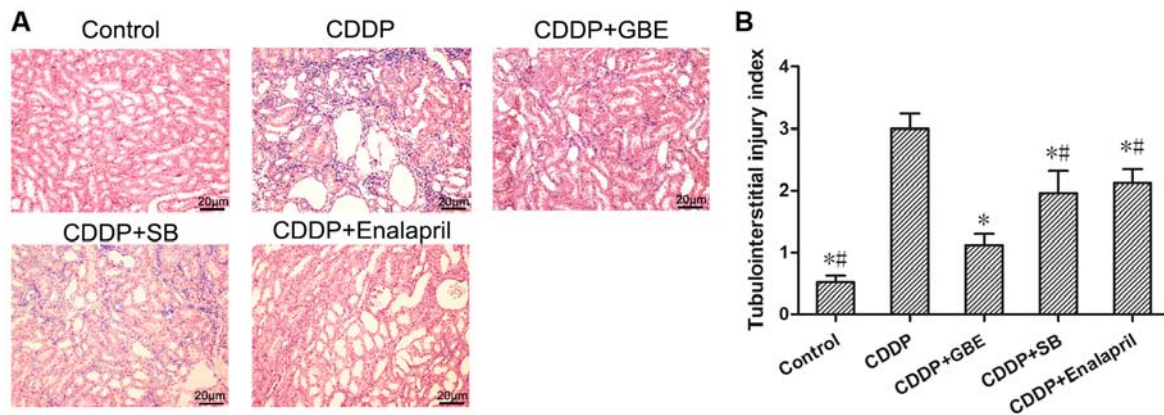 A
Control
CDDP
CDDP+GBE
20μm
20μm
20μm
CDDP+SB
CDDP+Enalapril
20μm
20μm
B
Tubulointerstitial injury index
4
3
2
1
0
*#
*
*#
*#
Control
CDDP
CDDP+GBE
CDDP+SB
CDDP+Enalapril